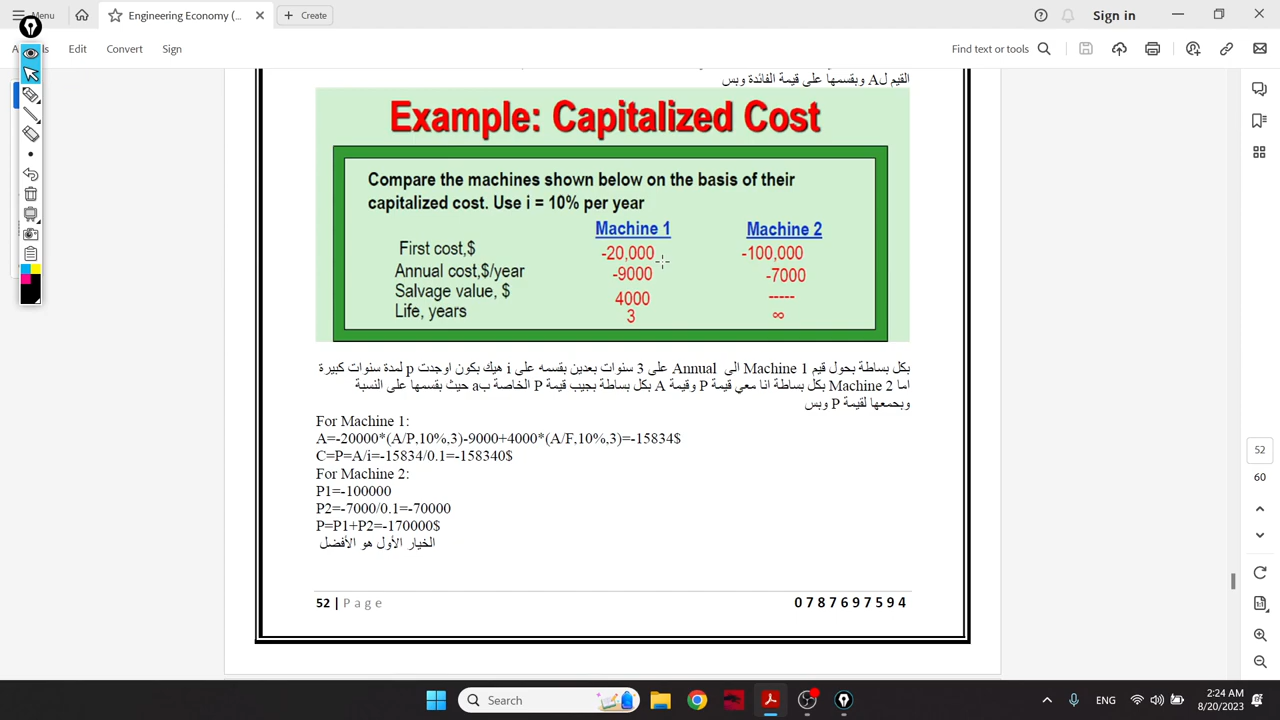 Menu
Engineering Economy (...
Create
Sign in
Edit
Convert
Sign
Find text or tools
القيم لA وبقسمها على قيمة الفائدة وبس
Example: Capitalized Cost
Compare the machines shown below on the basis of their
capitalized cost. Use i = 10% per year
Machine 1 Machine 2
First cost,$ -20,000 -100,000
Annual cost,$/year -9000 -7000
Salvage value, $ 4000 -----
Life, years 3 ∞
بكل بساطة بحول قيم Machine 1 الى Annual على 3 سنوات بعدين بقسمه على i هيك بكون اوجدت p لمدة سنوات كبيرة
اما Machine 2 بكل بساطة انا معي قيمة P وقيمة A بكل بساطة بجيب قيمة P الخاصة بa حيث بقسمها على النسبة
وبجمعها لقيمة P وبس
For Machine 1:
A=-20000*(A/P,10%,3)-9000+4000*(A/F,10%,3)=-15834$
C=P=A/i=-15834/0.1=-158340$
For Machine 2:
P1=-100000
P2=-7000/0.1=-70000
P=P1+P2=-170000$
الخيار الأول هو الأفضل
52 | Page 0787697594
52
60
Search
ENG
2:24 AM
8/20/2023